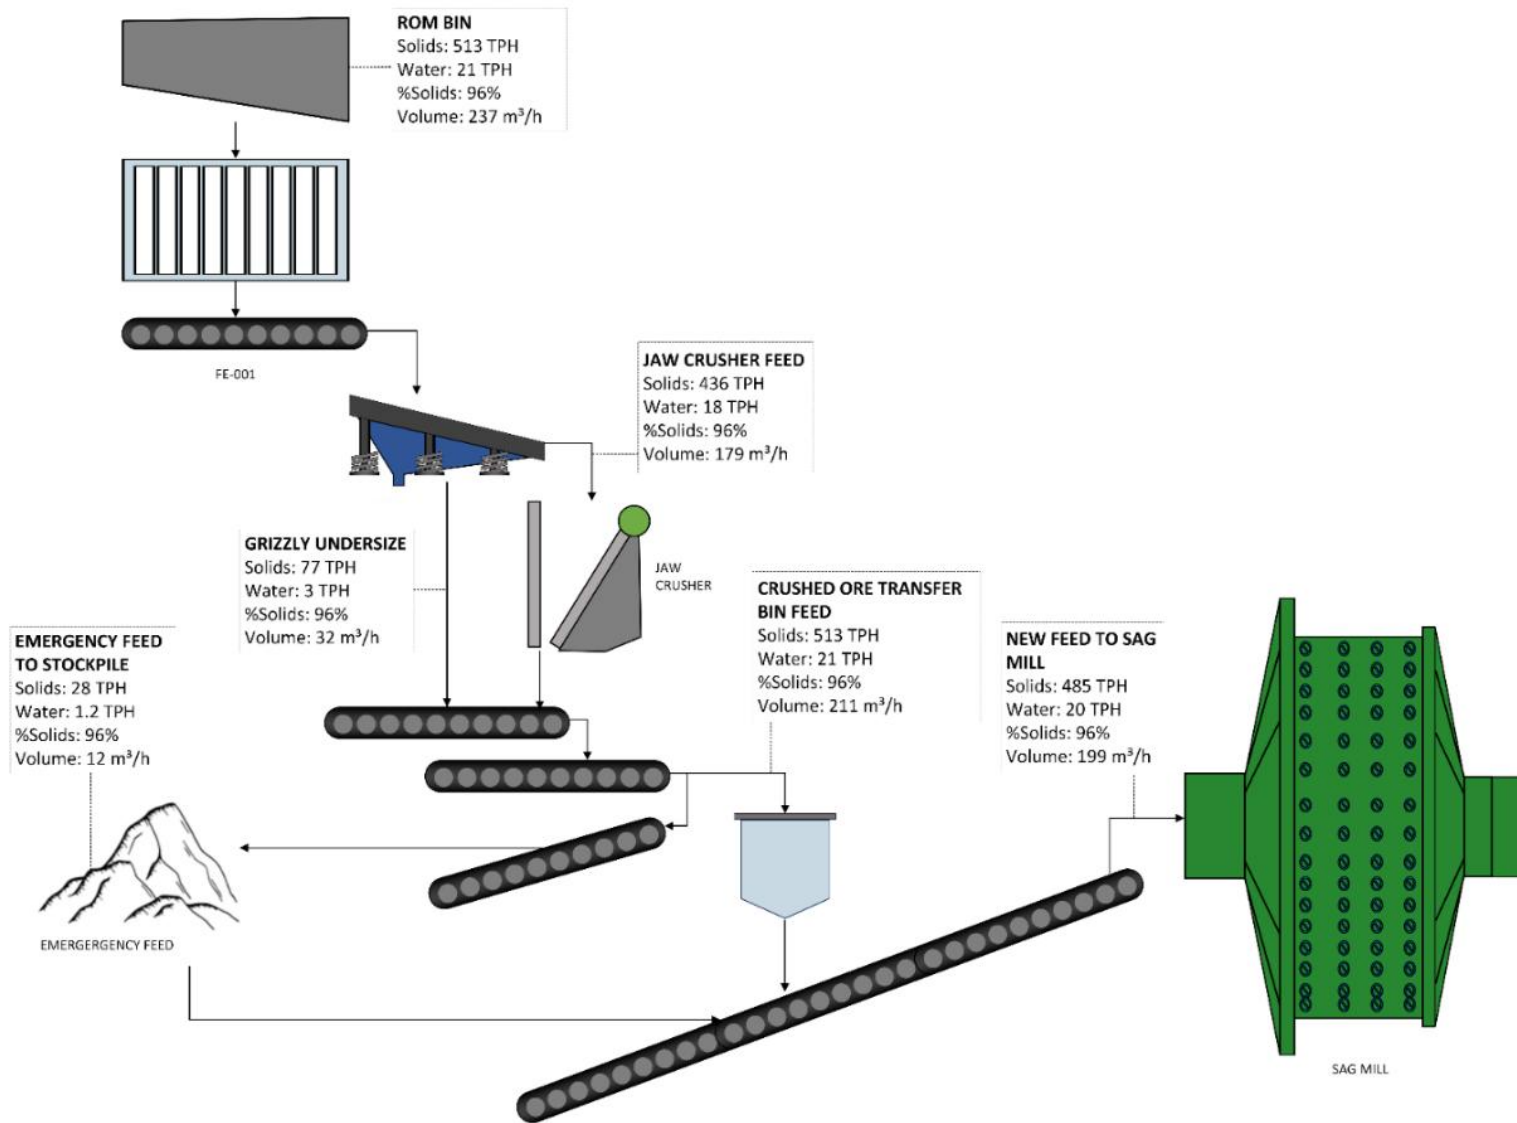 ROM BIN
Solids: 513 TPH
Water: 21 TPH
%Solids: 96%
Volume: 237 m³/h
FE-001
JAW CRUSHER FEED
Solids: 436 TPH
Water: 18 TPH
%Solids: 96%
Volume: 179 m³/h
GRIZZLY UNDERSIZE
Solids: 77 TPH
Water: 3 TPH
%Solids: 96%
Volume: 32 m³/h
JAW
CRUSHER
CRUSHED ORE TRANSFER
BIN FEED
Solids: 513 TPH
Water: 21 TPH
%Solids: 96%
Volume: 211 m³/h
EMERGENCY FEED
TO STOCKPILE
Solids: 28 TPH
Water: 1.2 TPH
%Solids: 96%
Volume: 12 m³/h
NEW FEED TO SAG
MILL
Solids: 485 TPH
Water: 20 TPH
%Solids: 96%
Volume: 199 m³/h
EMERGERGENCY FEED
SAG MILL